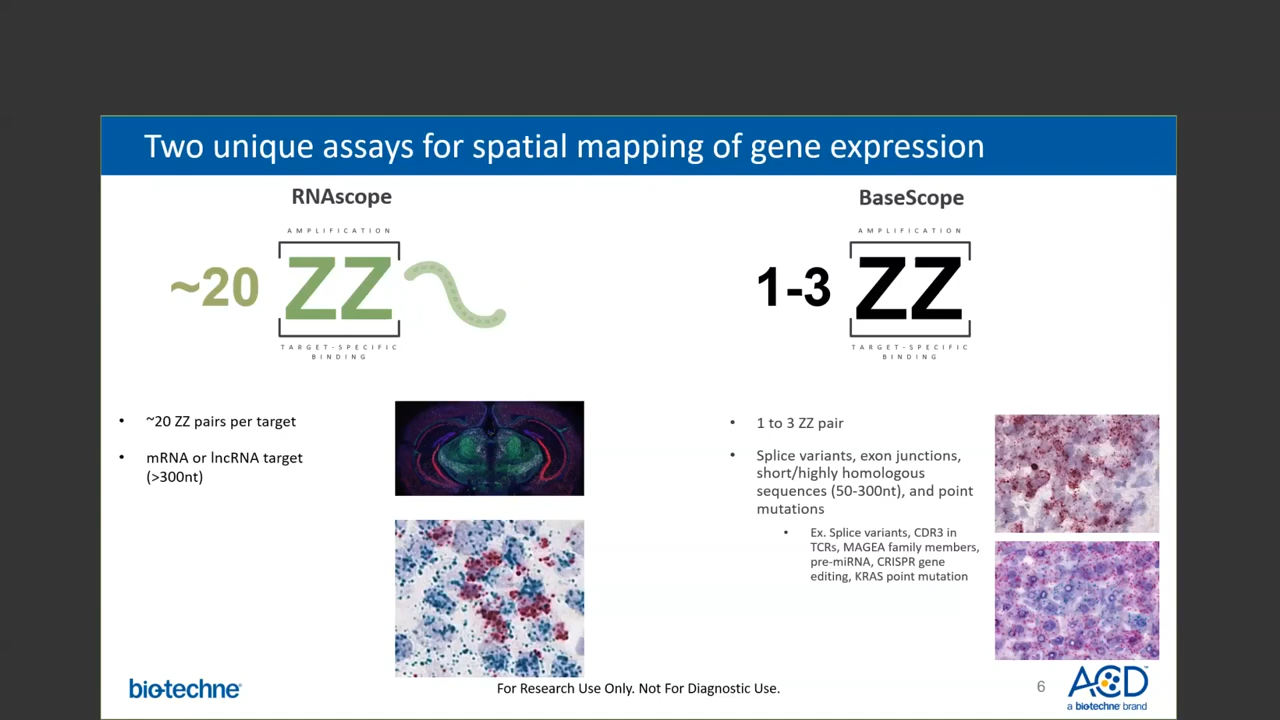 Two unique assays for spatial mapping of gene expression
RNAscope
AMPLIFICATION
~20 ZZ
TARGET-SPECIFIC
BINDING
• ~20 ZZ pairs per target
• mRNA or lncRNA target
(>300nt)
BaseScope
AMPLIFICATION
1-3 ZZ
TARGET-SPECIFIC
BINDING
• 1 to 3 ZZ pair
• Splice variants, exon junctions,
short/highly homologous
sequences (50-300nt), and point
mutations
• Ex. Splice variants, CDR3 in
TCRs, MAGEA family members,
pre-miRNA, CRISPR gene
editing, KRAS point mutation
bio-techne®
For Research Use Only. Not For Diagnostic Use.
6
ACD™
a biotechne® brand